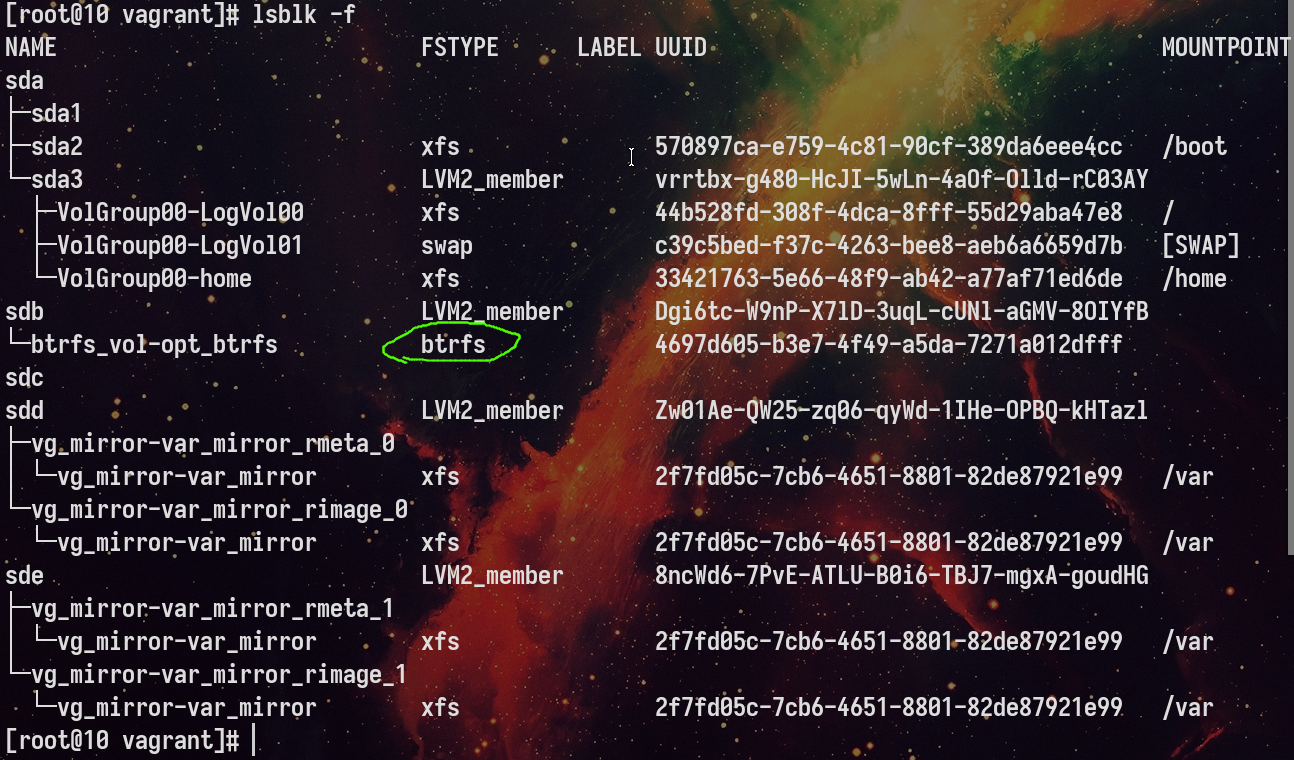 [root@10 vagrant]# lsblk -f
NAME FSTYPE LABEL UUID MOUNTPOINT
sda
├─sda1
├─sda2 xfs 570897ca-e759-4c81-90cf-389da6eee4cc /boot
└─sda3 LVM2_member vrrtbx-g480-HcJI-5wLn-4aOf-Olld-rC03AY
  ├─VolGroup00-LogVol00 xfs 44b528fd-308f-4dca-8fff-55d29aba47e8 /
  ├─VolGroup00-LogVol01 swap c39c5bed-f37c-4263-bee8-aeb6a6659d7b [SWAP]
  └─VolGroup00-home xfs 33421763-5e66-48f9-ab42-a77af71ed6de /home
sdb LVM2_member Dgi6tc-W9nP-X7lD-3uqL-cUNl-aGMV-8OIYfB
└─btrfs_vol-opt_btrfs btrfs 4697d605-b3e7-4f49-a5da-7271a012dfff
sdc
sdd LVM2_member Zw01Ae-QW25-zq06-qyWd-1IHe-OPBQ-kHTazl
├─vg_mirror-var_mirror_rmeta_0
│ └─vg_mirror-var_mirror xfs 2f7fd05c-7cb6-4651-8801-82de87921e99 /var
└─vg_mirror-var_mirror_rimage_0
  └─vg_mirror-var_mirror xfs 2f7fd05c-7cb6-4651-8801-82de87921e99 /var
sde LVM2_member 8ncWd6-7PvE-ATLU-B0i6-TBJ7-mgxA-goudHG
├─vg_mirror-var_mirror_rmeta_1
│ └─vg_mirror-var_mirror xfs 2f7fd05c-7cb6-4651-8801-82de87921e99 /var
└─vg_mirror-var_mirror_rimage_1
  └─vg_mirror-var_mirror xfs 2f7fd05c-7cb6-4651-8801-82de87921e99 /var
[root@10 vagrant]#